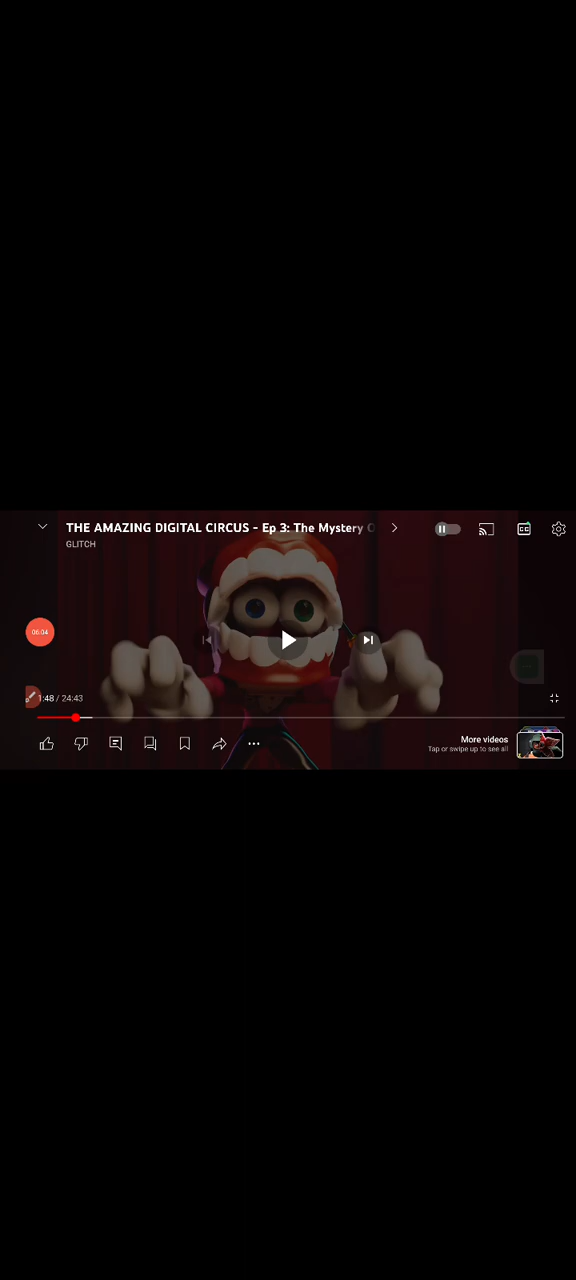 THE AMAZING DIGITAL CIRCUS - Ep 3: The Mystery O
GLITCH
CC
06:04
1:48 / 24:43
More videos
Tap or swipe up to see all